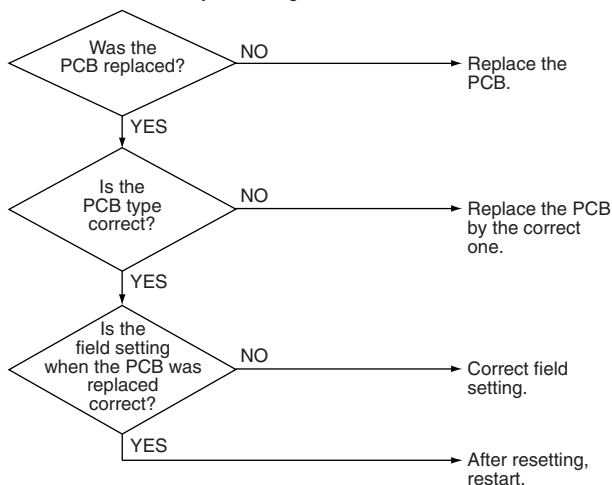 Was the
PCB replaced?
NO
Replace the
PCB.
YES
Is the
PCB type
correct?
NO
Replace the PCB
by the correct
one.
YES
Is the
field setting
when the PCB was
replaced
correct?
NO
Correct field
setting.
YES
After resetting,
restart.